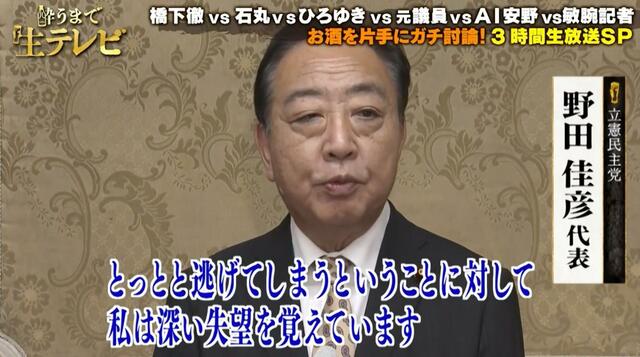 酔うまで
生テレビ
橋下徹 vs 石丸vsひろゆき vs 元議員 vs AI安野 vs 敏腕記者
お酒を片手にガチ討論!3時間生放送SP
立憲民主党
野田 佳彦 代表
とっとと逃げてしまうということに対して
私は深い失望を覚えています